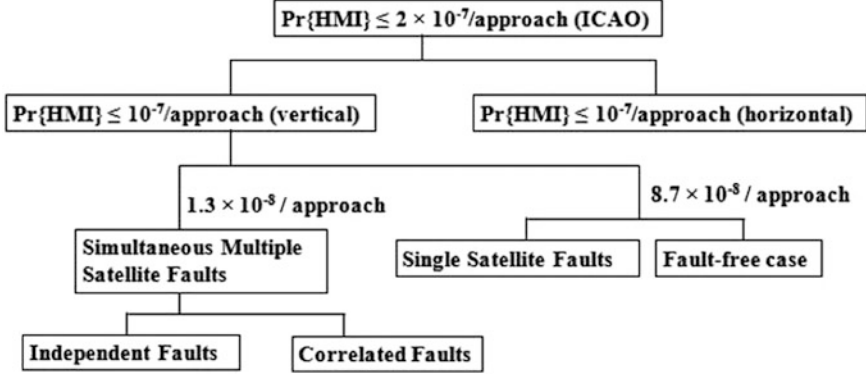 Pr{HMI} ≤ 2 × 10⁻⁷/approach (ICAO)
Pr{HMI} ≤ 10⁻⁷/approach (vertical)
Pr{HMI} ≤ 10⁻⁷/approach (horizontal)
1.3 × 10⁻⁸ / approach
8.7 × 10⁻⁸ / approach
Simultaneous Multiple
Satellite Faults
Single Satellite Faults
Fault-free case
Independent Faults
Correlated Faults